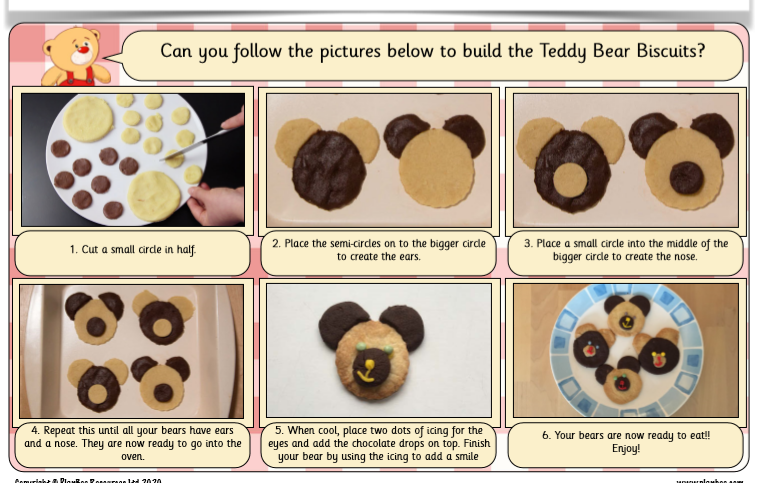 Can you follow the pictures below to build the Teddy Bear Biscuits?
1. Cut a small circle in half.
2. Place the semi-circles on to the bigger circle
to create the ears.
3. Place a small circle into the middle of the
bigger circle to create the nose.
4. Repeat this until all your bears have ears
and a nose. They are now ready to go into the
oven.
5. When cool, place two dots of icing for the
eyes and add the chocolate drops on top. Finish
your bear by using the icing to add a smile
6. Your bears are now ready to eat!!
Enjoy!
Copyright © PlanBee Resources Ltd 2020
www.planbee.com